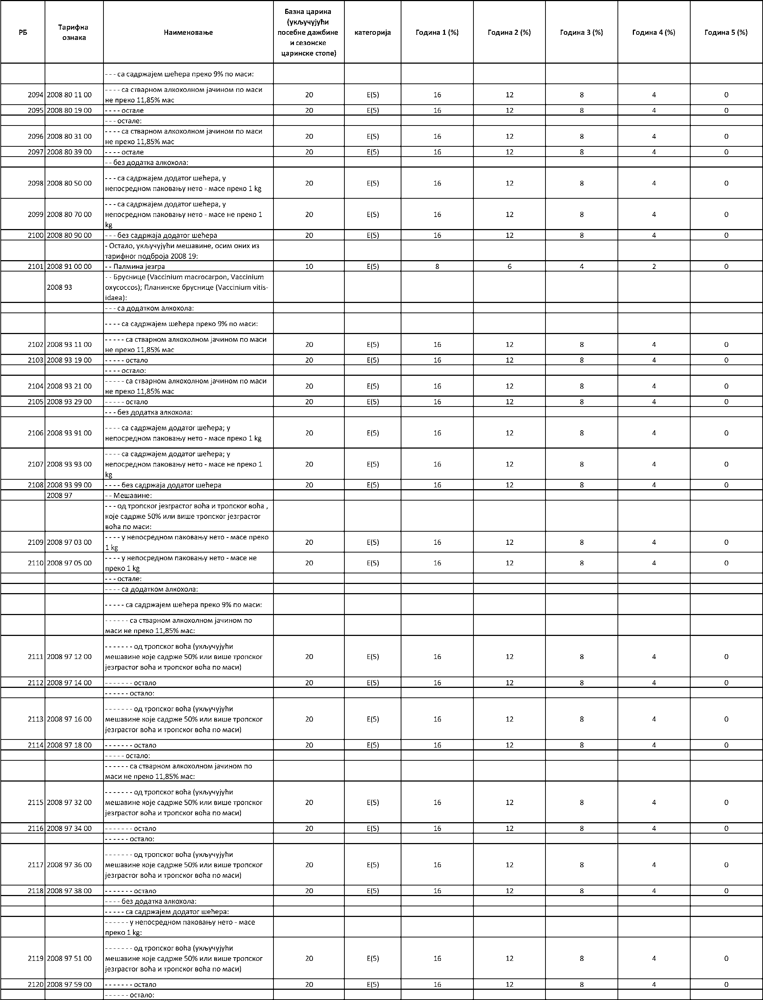 РБ Тарифна ознака Наименовање Базна царина (укључујући посебне дажбине и сезонске царинске стопе) категорија Година 1 (%) Година 2 (%) Година 3 (%) Година 4 (%) Година 5 (%)
- - - са садржајем шећера преко 9% по маси:
2094 2008 80 11 00 - - - - са стварном алкохолном јачином по маси не преко 11,85% мас 20 E(5) 16 12 8 4 0
2095 2008 80 19 00 - - - - остале 20 E(5) 16 12 8 4 0
- - - остале:
2096 2008 80 31 00 - - - - са стварном алкохолном јачином по маси не преко 11,85% мас 20 E(5) 16 12 8 4 0
2097 2008 80 39 00 - - - - остале 20 E(5) 16 12 8 4 0
- - без додатка алкохола:
2098 2008 80 50 00 - - - са садржајем додатог шећера, у непосредном паковању нето - масе преко 1 kg 20 E(5) 16 12 8 4 0
2099 2008 80 70 00 - - - са садржајем додатог шећера, у непосредном паковању нето - масе не преко 1 kg 20 E(5) 16 12 8 4 0
2100 2008 80 90 00 - - - без садржаја додатог шећера 20 E(5) 16 12 8 4 0
- Остало, укључујући мешавине, осим оних из тарифног подброја 2008 19:
2101 2008 91 00 00 - - Палмина језгра 10 E(5) 8 6 4 2 0
2008 93 - - Бруснице (Vaccinium macrocarpon, Vaccinium oxycoccos); Планинске бруснице (Vaccinium vitis-idaea):
- - - са додатком алкохола:
- - - - са садржајем шећера преко 9% по маси:
2102 2008 93 11 00 - - - - - са стварном алкохолном јачином по маси не преко 11,85% мас 20 E(5) 16 12 8 4 0
2103 2008 93 19 00 - - - - - остало 20 E(5) 16 12 8 4 0
- - - - остало:
2104 2008 93 21 00 - - - - - са стварном алкохолном јачином по маси не преко 11,85% мас 20 E(5) 16 12 8 4 0
2105 2008 93 29 00 - - - - - остало 20 E(5) 16 12 8 4 0
- - - без додатка алкохола:
2106 2008 93 91 00 - - - - са садржајем додатог шећера; у непосредном паковању нето - масе преко 1 kg 20 E(5) 16 12 8 4 0
2107 2008 93 93 00 - - - - са садржајем додатог шећера; у непосредном паковању нето - масе не преко 1 kg 20 E(5) 16 12 8 4 0
2108 2008 93 99 00 - - - - без садржаја додатог шећера 20 E(5) 16 12 8 4 0
2008 97 - - Мешавине:
- - - од тропског језграстог воћа и тропског воћа , које садрже 50% или више тропског језграстог воћа по маси:
2109 2008 97 03 00 - - - - у непосредном паковању нето - масе преко 1 kg 20 E(5) 16 12 8 4 0
2110 2008 97 05 00 - - - - у непосредном паковању нето - масе не преко 1 kg 20 E(5) 16 12 8 4 0
- - - остале:
- - - - са додатком алкохола:
- - - - - са садржајем шећера преко 9% по маси:
- - - - - - са стварном алкохолном јачином по маси не преко 11,85% мас:
2111 2008 97 12 00 - - - - - - - од тропског воћа (укључујући мешавине које садрже 50% или више тропског језграстог воћа и тропског воћа по маси) 20 E(5) 16 12 8 4 0
2112 2008 97 14 00 - - - - - - - остало 20 E(5) 16 12 8 4 0
- - - - - - остало:
2113 2008 97 16 00 - - - - - - - од тропског воћа (укључујући мешавине које садрже 50% или више тропског језграстог воћа и тропског воћа по маси) 20 E(5) 16 12 8 4 0
2114 2008 97 18 00 - - - - - - - остало 20 E(5) 16 12 8 4 0
- - - - - остало:
- - - - - - са стварном алкохолном јачином по маси не преко 11,85% мас:
2115 2008 97 32 00 - - - - - - - од тропског воћа (укључујући мешавине које садрже 50% или више тропског језграстог воћа и тропског воћа по маси) 20 E(5) 16 12 8 4 0
2116 2008 97 34 00 - - - - - - - остало 20 E(5) 16 12 8 4 0
- - - - - - остало:
2117 2008 97 36 00 - - - - - - - од тропског воћа (укључујући мешавине које садрже 50% или више тропског језграстог воћа и тропског воћа по маси) 20 E(5) 16 12 8 4 0
2118 2008 97 38 00 - - - - - - - остало 20 E(5) 16 12 8 4 0
- - - - без додатка алкохола:
- - - - - са садржајем додатог шећера:
- - - - - - у непосредном паковању нето - масе преко 1 kg:
2119 2008 97 51 00 - - - - - - - од тропског воћа (укључујући мешавине које садрже 50% или више тропског језграстог воћа и тропског воћа по маси) 20 E(5) 16 12 8 4 0
2120 2008 97 59 00 - - - - - - - остало 20 E(5) 16 12 8 4 0
- - - - - - остало: